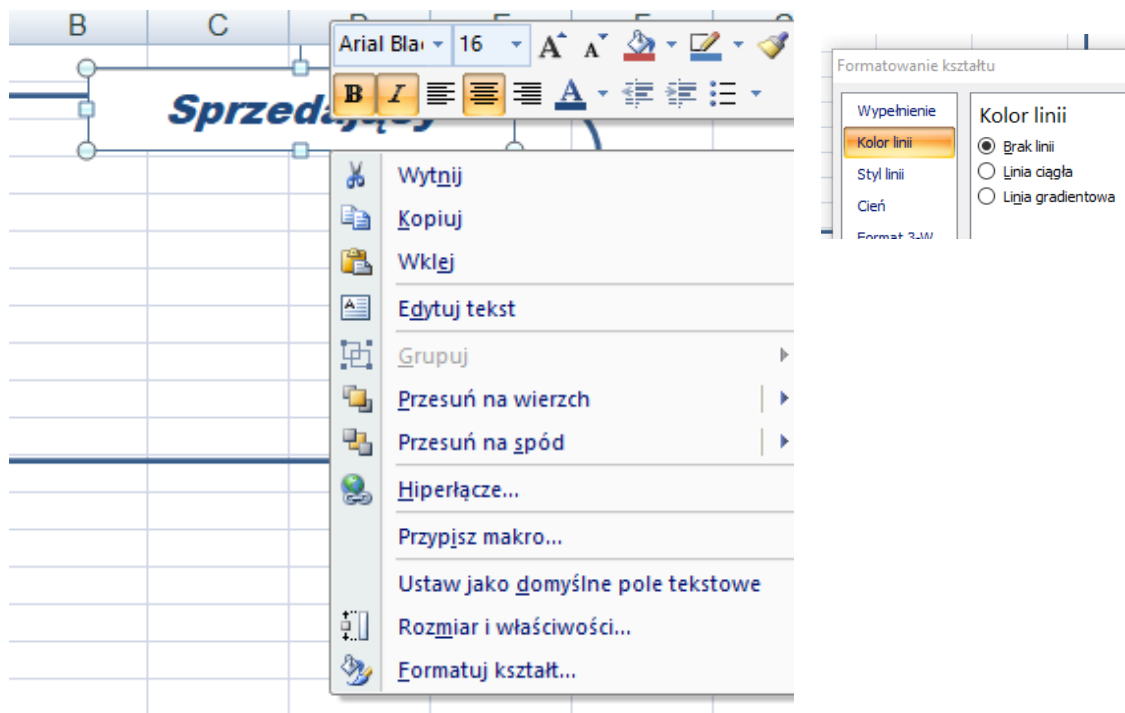 B C
Arial Bla 16 A A
B I A
Sprzedający
Wytnij
Kopiuj
Wklej
Edytuj tekst
Grupuj
Przesuń na wierzch
Przesuń na spód
Hiperłącze...
Przypisz makro...
Ustaw jako domyślne pole tekstowe
Rozmiar i właściwości...
Formatuj kształt...
Formatowanie kształtu
Wypełnienie
Kolor linii
Styl linii
Cień
Format 3-W
Kolor linii
Brak linii
Linia ciągła
Linia gradientowa